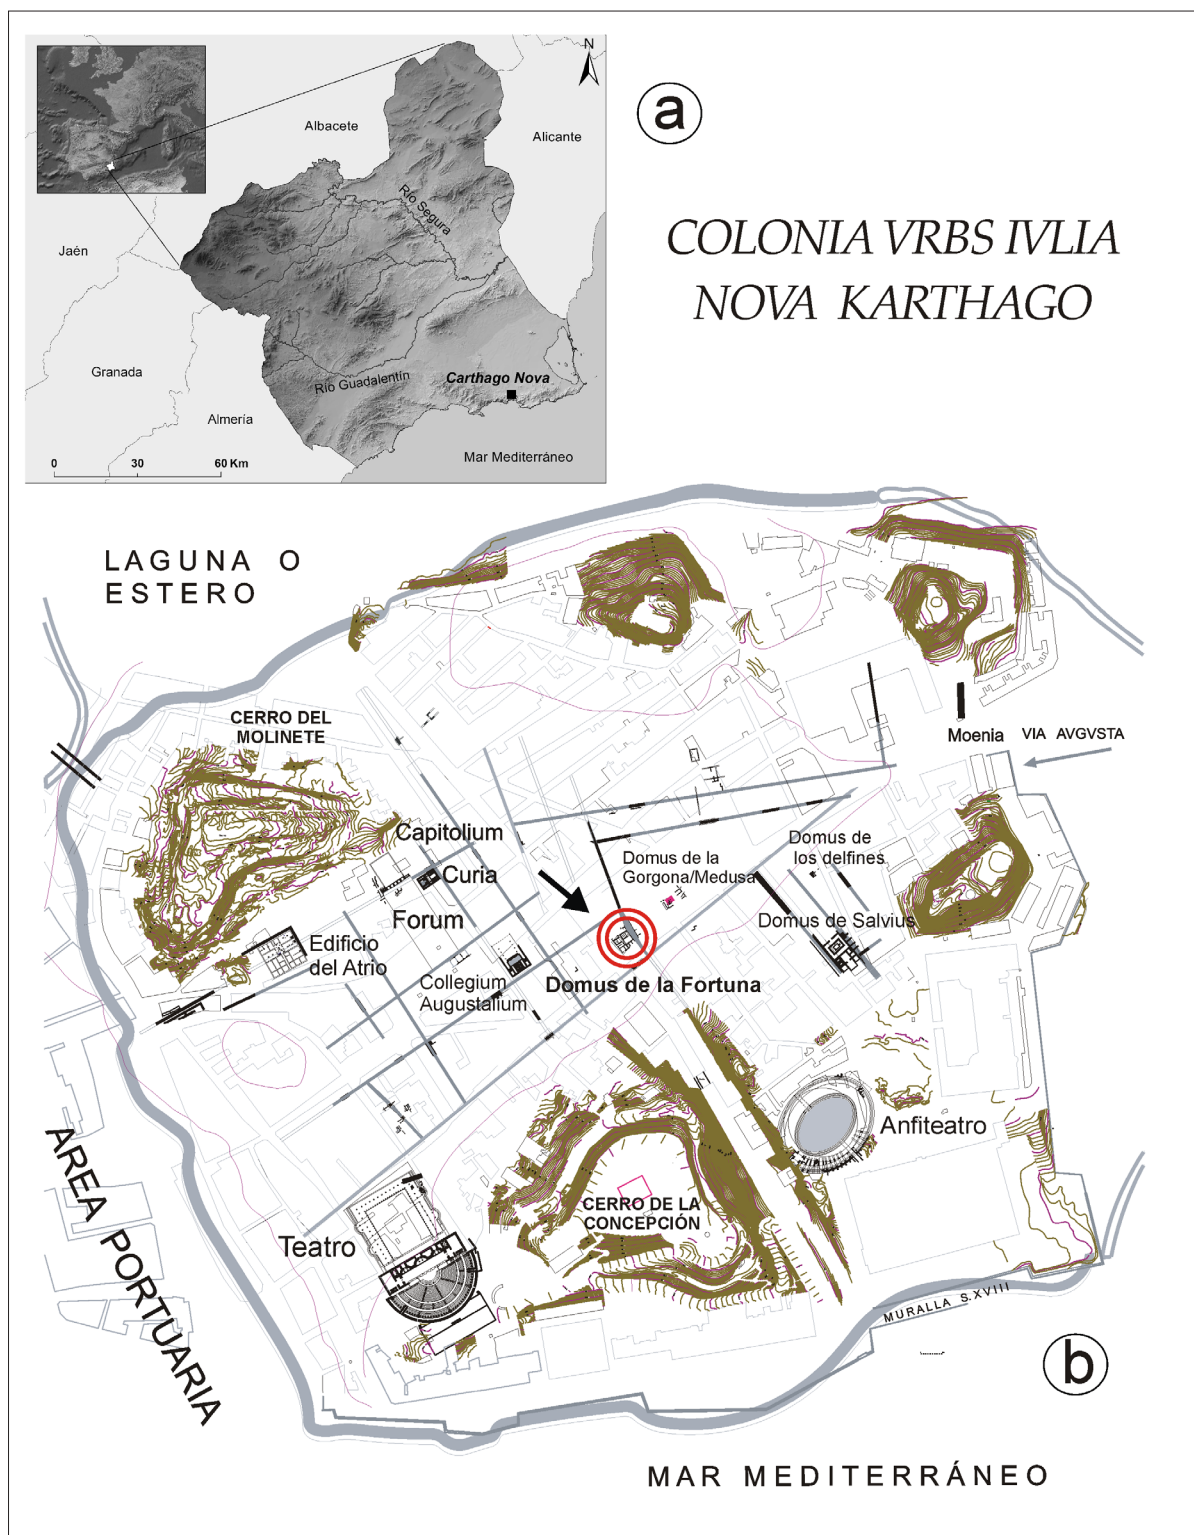 N
a
Albacete
Alicante
Río Segura
COLONIA VRBS IVLIA
NOVA KARTHAGO
Jaén
Granada
Río Guadalentín
Carthago Nova
Almería
Mar Mediterráneo
0 30 60 Km
LAGUNA O
ESTERO
CERRO DEL
MOLINETE
Moenia
VIA AVGVSTA
Capitolium
Curia
Forum
Domus de la
Gorgona/Medusa
Domus de
los delfines
Domus de Salvius
Edificio
del Atrio
Collegium
Augustalium
Domus de la Fortuna
Anfiteatro
AREA PORTUARIA
CERRO DE LA
CONCEPCIÓN
Teatro
MURALLA S.XVIII
b
MAR MEDITERRÁNEO